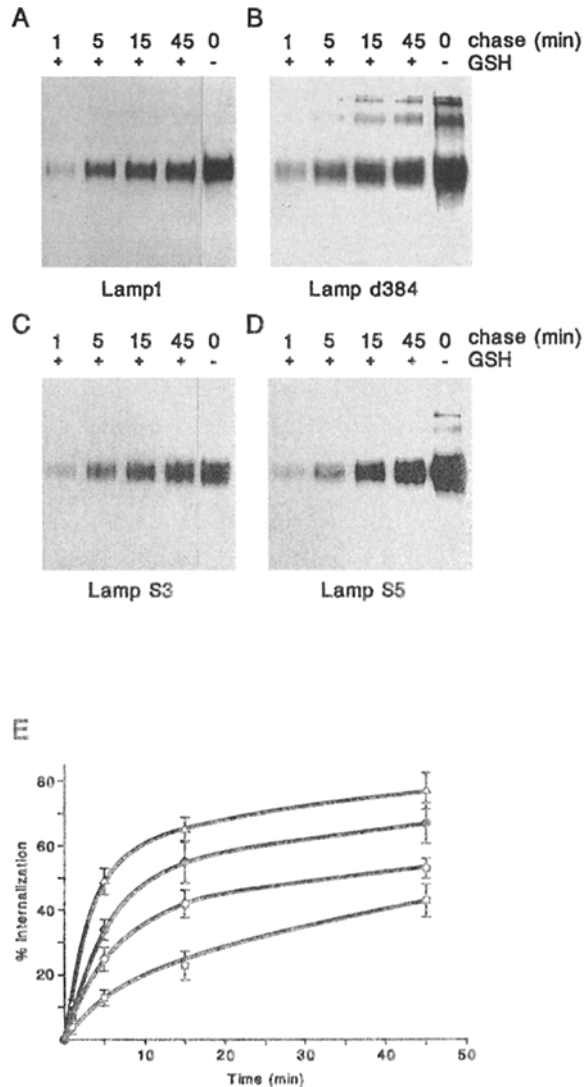 A
1 5 15 45 0
+ + + + -
B
1 5 15 45 0 chase (min)
+ + + + - GSH
Lamp1
Lamp d384
C
1 5 15 45 0
+ + + + -
D
1 5 15 45 0 chase (min)
+ + + + - GSH
Lamp S3
Lamp S5
E
80
60
40
20
% Internalization
10 20 30 40 50
Time (min)